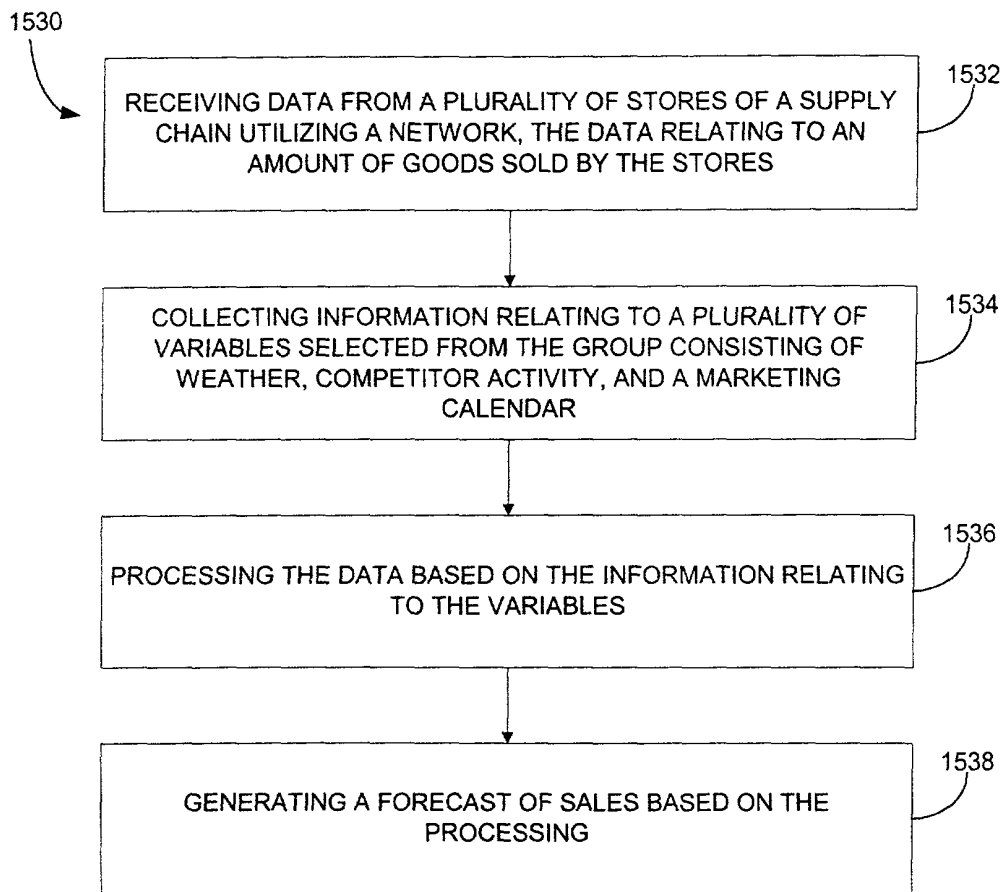 1530
1532
RECEIVING DATA FROM A PLURALITY OF STORES OF A SUPPLY
CHAIN UTILIZING A NETWORK, THE DATA RELATING TO AN
AMOUNT OF GOODS SOLD BY THE STORES
1534
COLLECTING INFORMATION RELATING TO A PLURALITY OF
VARIABLES SELECTED FROM THE GROUP CONSISTING OF
WEATHER, COMPETITOR ACTIVITY, AND A MARKETING
CALENDAR
1536
PROCESSING THE DATA BASED ON THE INFORMATION RELATING
TO THE VARIABLES
1538
GENERATING A FORECAST OF SALES BASED ON THE
PROCESSING